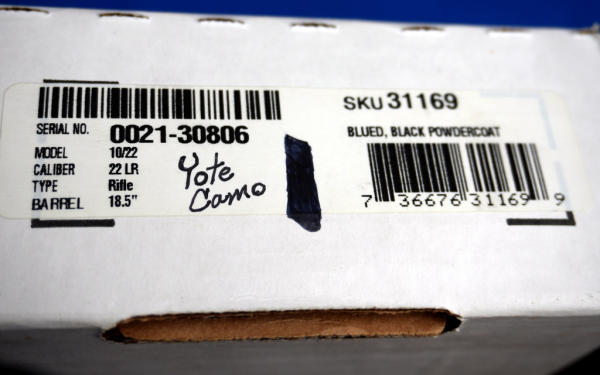 SERIAL NO. 0021-30806
MODEL 10/22
CALIBER 22 LR
TYPE Rifle
BARREL 18.5"
Yote
Camo
SKU 31169
BLUED, BLACK POWDERCOAT
7 36676 31169 9